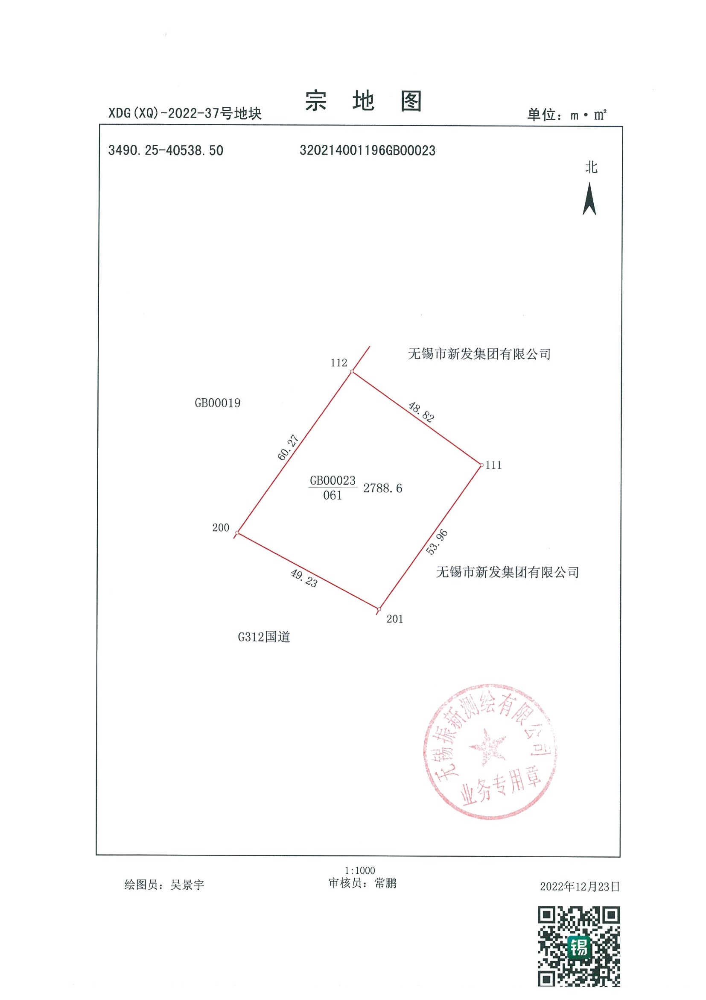 宗 地 图
XDG(XQ)-2022-37号地块
单位：m·㎡
3490.25-40538.50
320214001196GB00023
北
无锡市新发集团有限公司
112
GB00019
48.82
60.27
111
GB00023
061
2788.6
200
53.96
无锡市新发集团有限公司
49.23
201
G312国道
无锡振新测绘有限公司
业务专用章
1:1000
绘图员：吴景宇
审核员：常鹏
2022年12月23日
锡